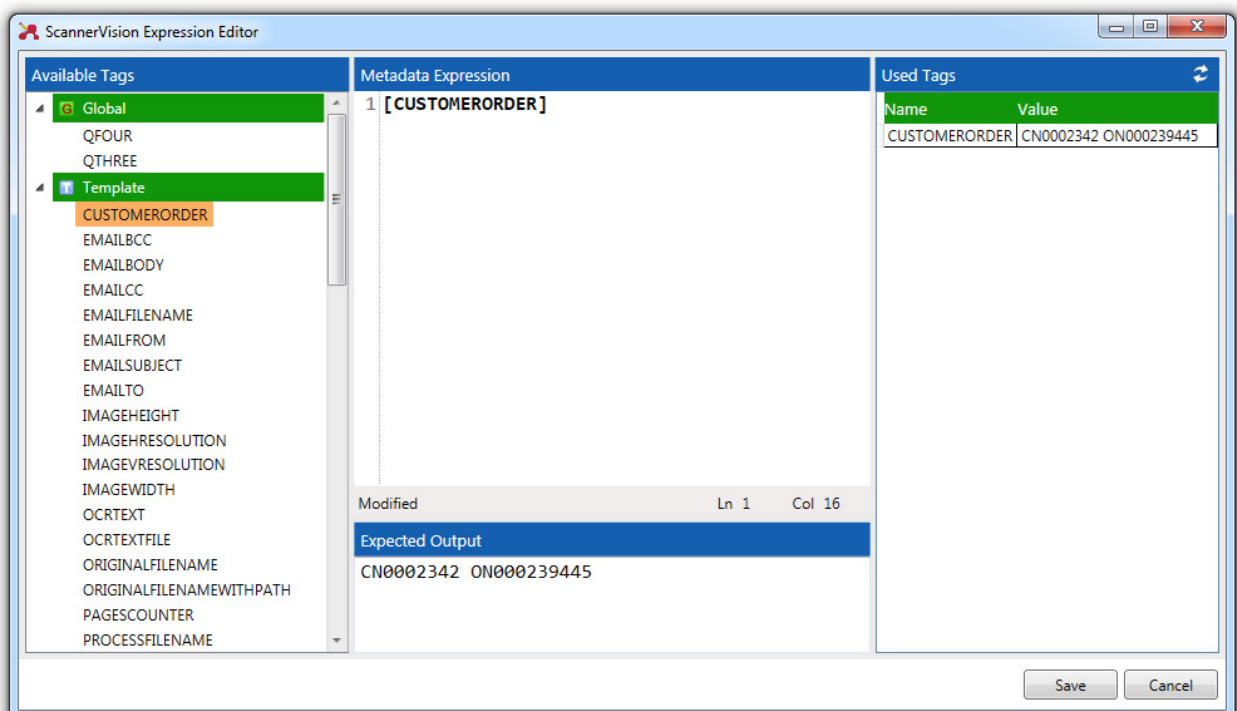 ScannerVision Expression Editor
Available Tags
Global
QFOUR
QTHREE
Template
CUSTOMERORDER
EMAILBCC
EMAILBODY
EMAILCC
EMAILFILENAME
EMAILFROM
EMAILSUBJECT
EMAILTO
IMAGEHEIGHT
IMAGEHRESOLUTION
IMAGEVRESOLUTION
IMAGEWIDTH
OCRTEXT
OCRTEXTFILE
ORIGINALFILENAME
ORIGINALFILENAMEWITHPATH
PAGESCOUNTER
PROCESSFILENAME
Metadata Expression
1 [CUSTOMERORDER]
Modified Ln 1 Col 16
Expected Output
CN0002342 ON000239445
Used Tags
Name Value
CUSTOMERORDER CN0002342 ON000239445
Save Cancel